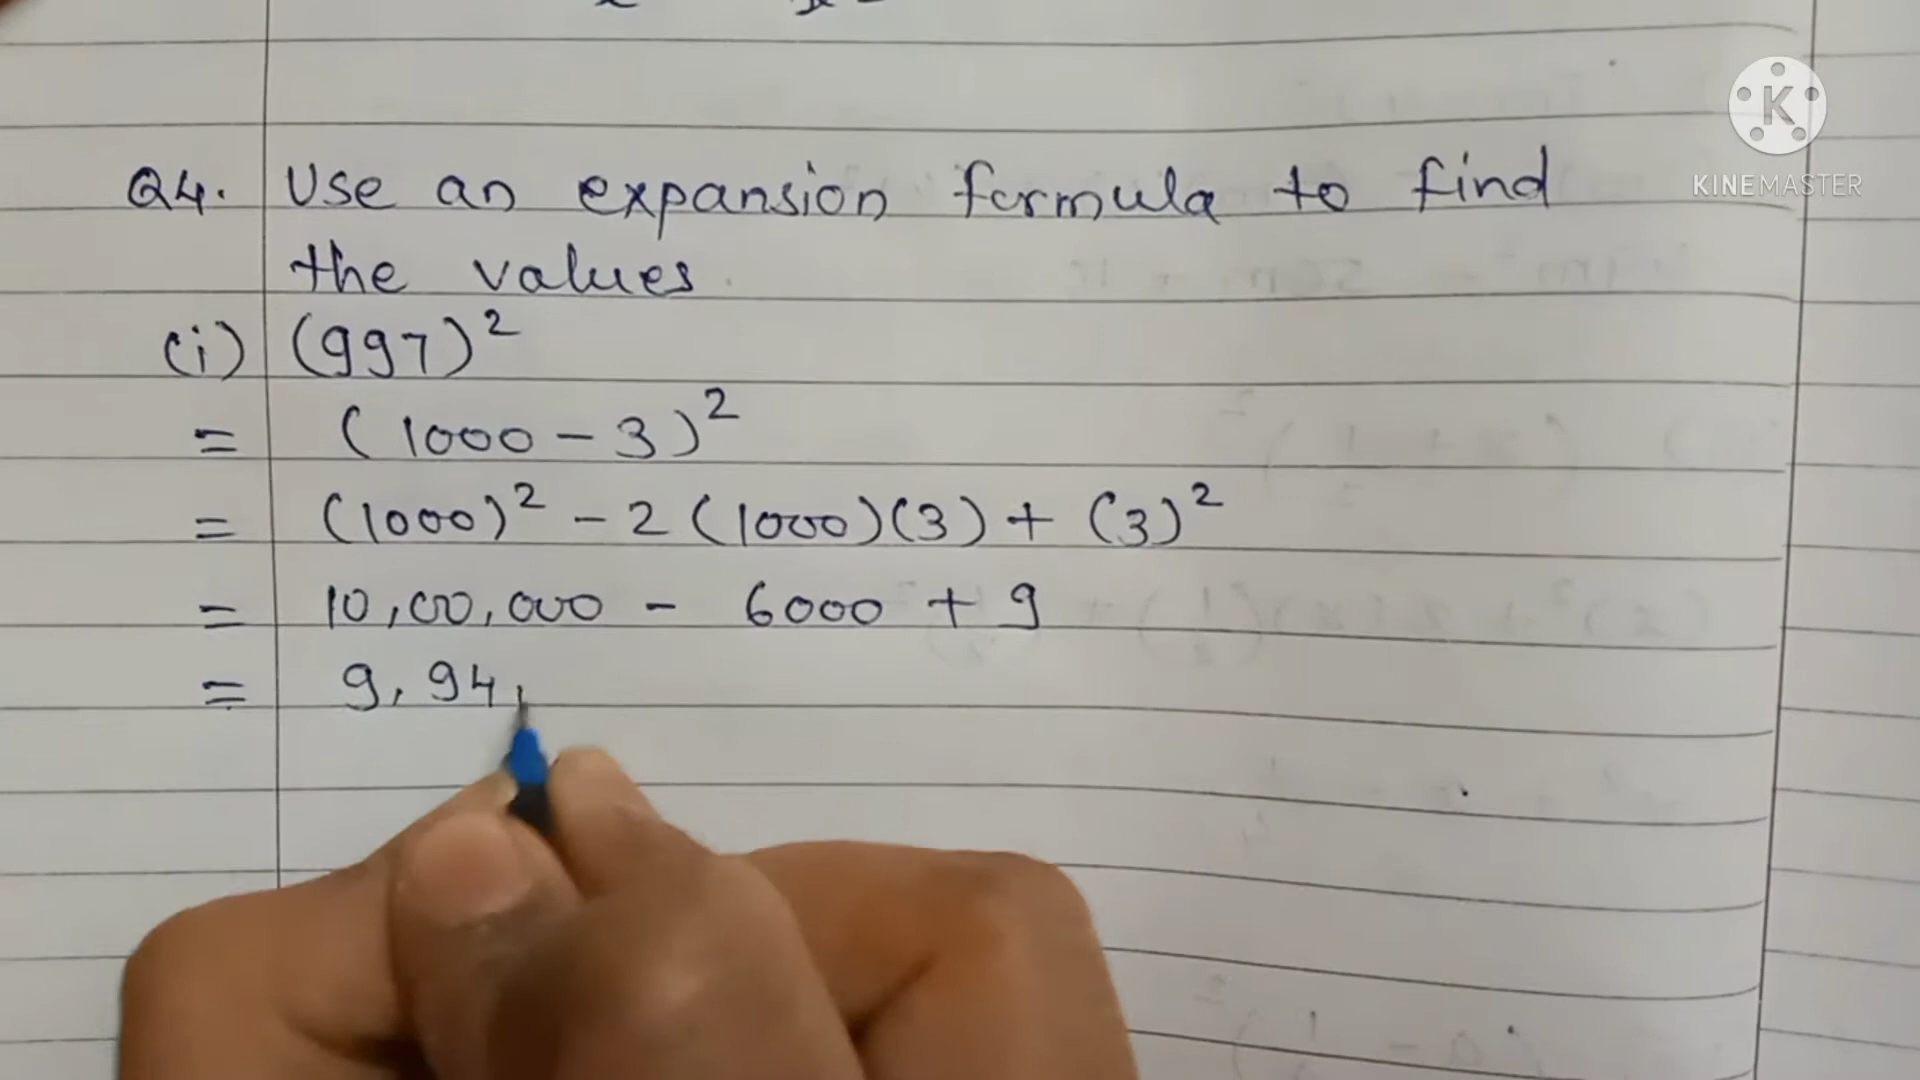 Q4. Use an expansion formula to find
the values.
(i) (997)²
= (1000 - 3)²
= (1000)² - 2 (1000)(3) + (3)²
= 10,00,000 - 6000 + 9
= 9,94,
K
KINEMASTER